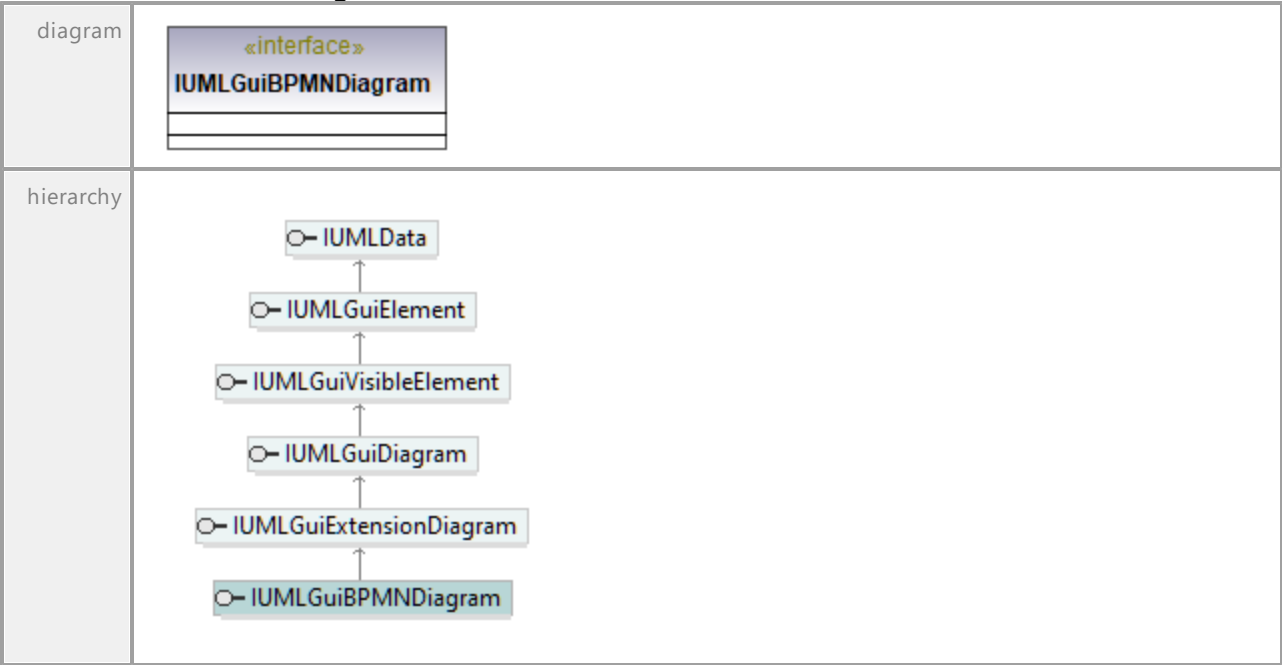 diagram
«interface»
IUMLGuiBPMNDiagram
hierarchy
IUMLData
IUMLGuiElement
IUMLGuiVisibleElement
IUMLGuiDiagram
IUMLGuiExtensionDiagram
IUMLGuiBPMNDiagram